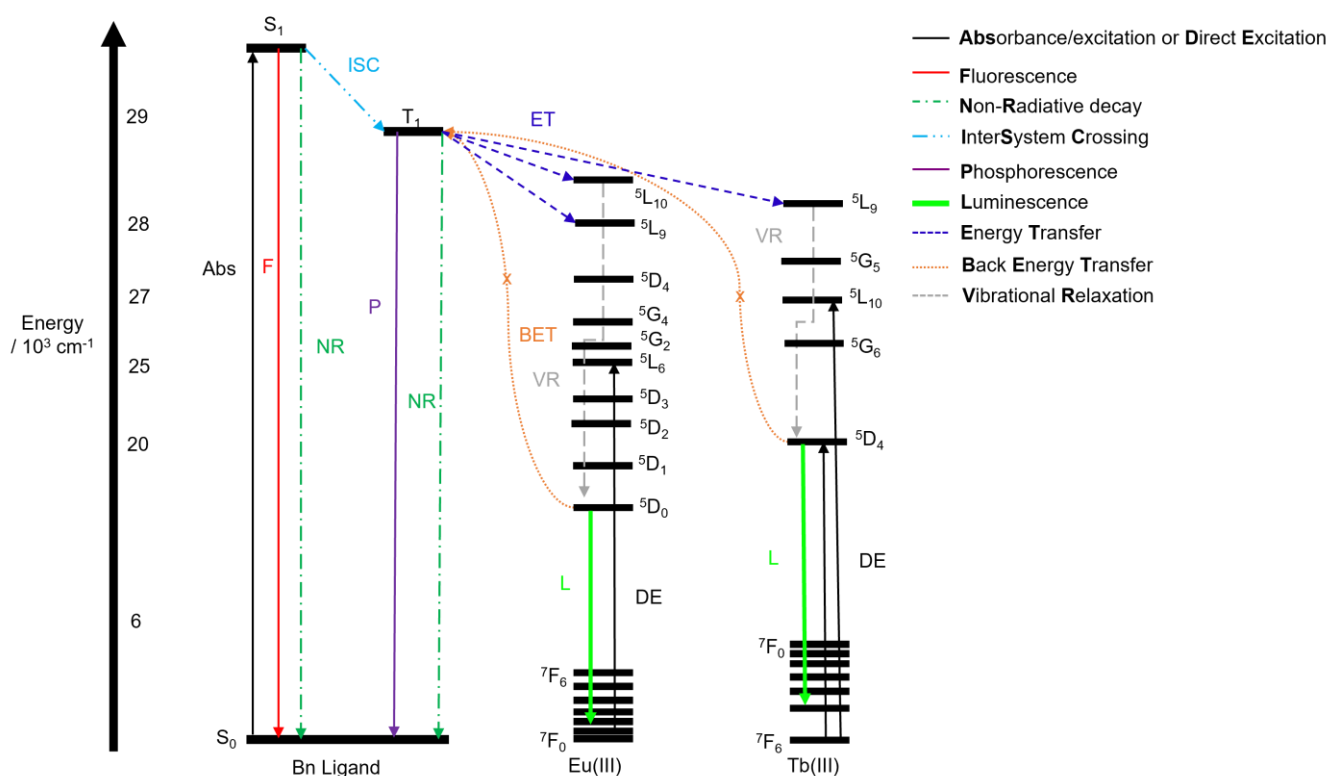 S₁
ISC
29
T₁
ET
⁵L₁₀
⁵L₉
28
⁵L₉
VR
Abs
F
⁵G₅
⁵D₄
27
⁵L₁₀
P
⁵G₄
Energy
/ 10³ cm⁻¹
BET
⁵G₂
⁵G₆
NR
25
⁵L₆
VR
NR
⁵D₃
⁵D₂
20
⁵D₄
⁵D₁
⁵D₀
L
DE
L
DE
6
⁷F₀
⁷F₆
S₀
⁷F₀
⁷F₆
Bn Ligand
Eu(III)
Tb(III)
x
x
Absorbance/excitation or Direct Excitation
Fluorescence
Non-Radiative decay
InterSystem Crossing
Phosphorescence
Luminescence
Energy Transfer
Back Energy Transfer
Vibrational Relaxation